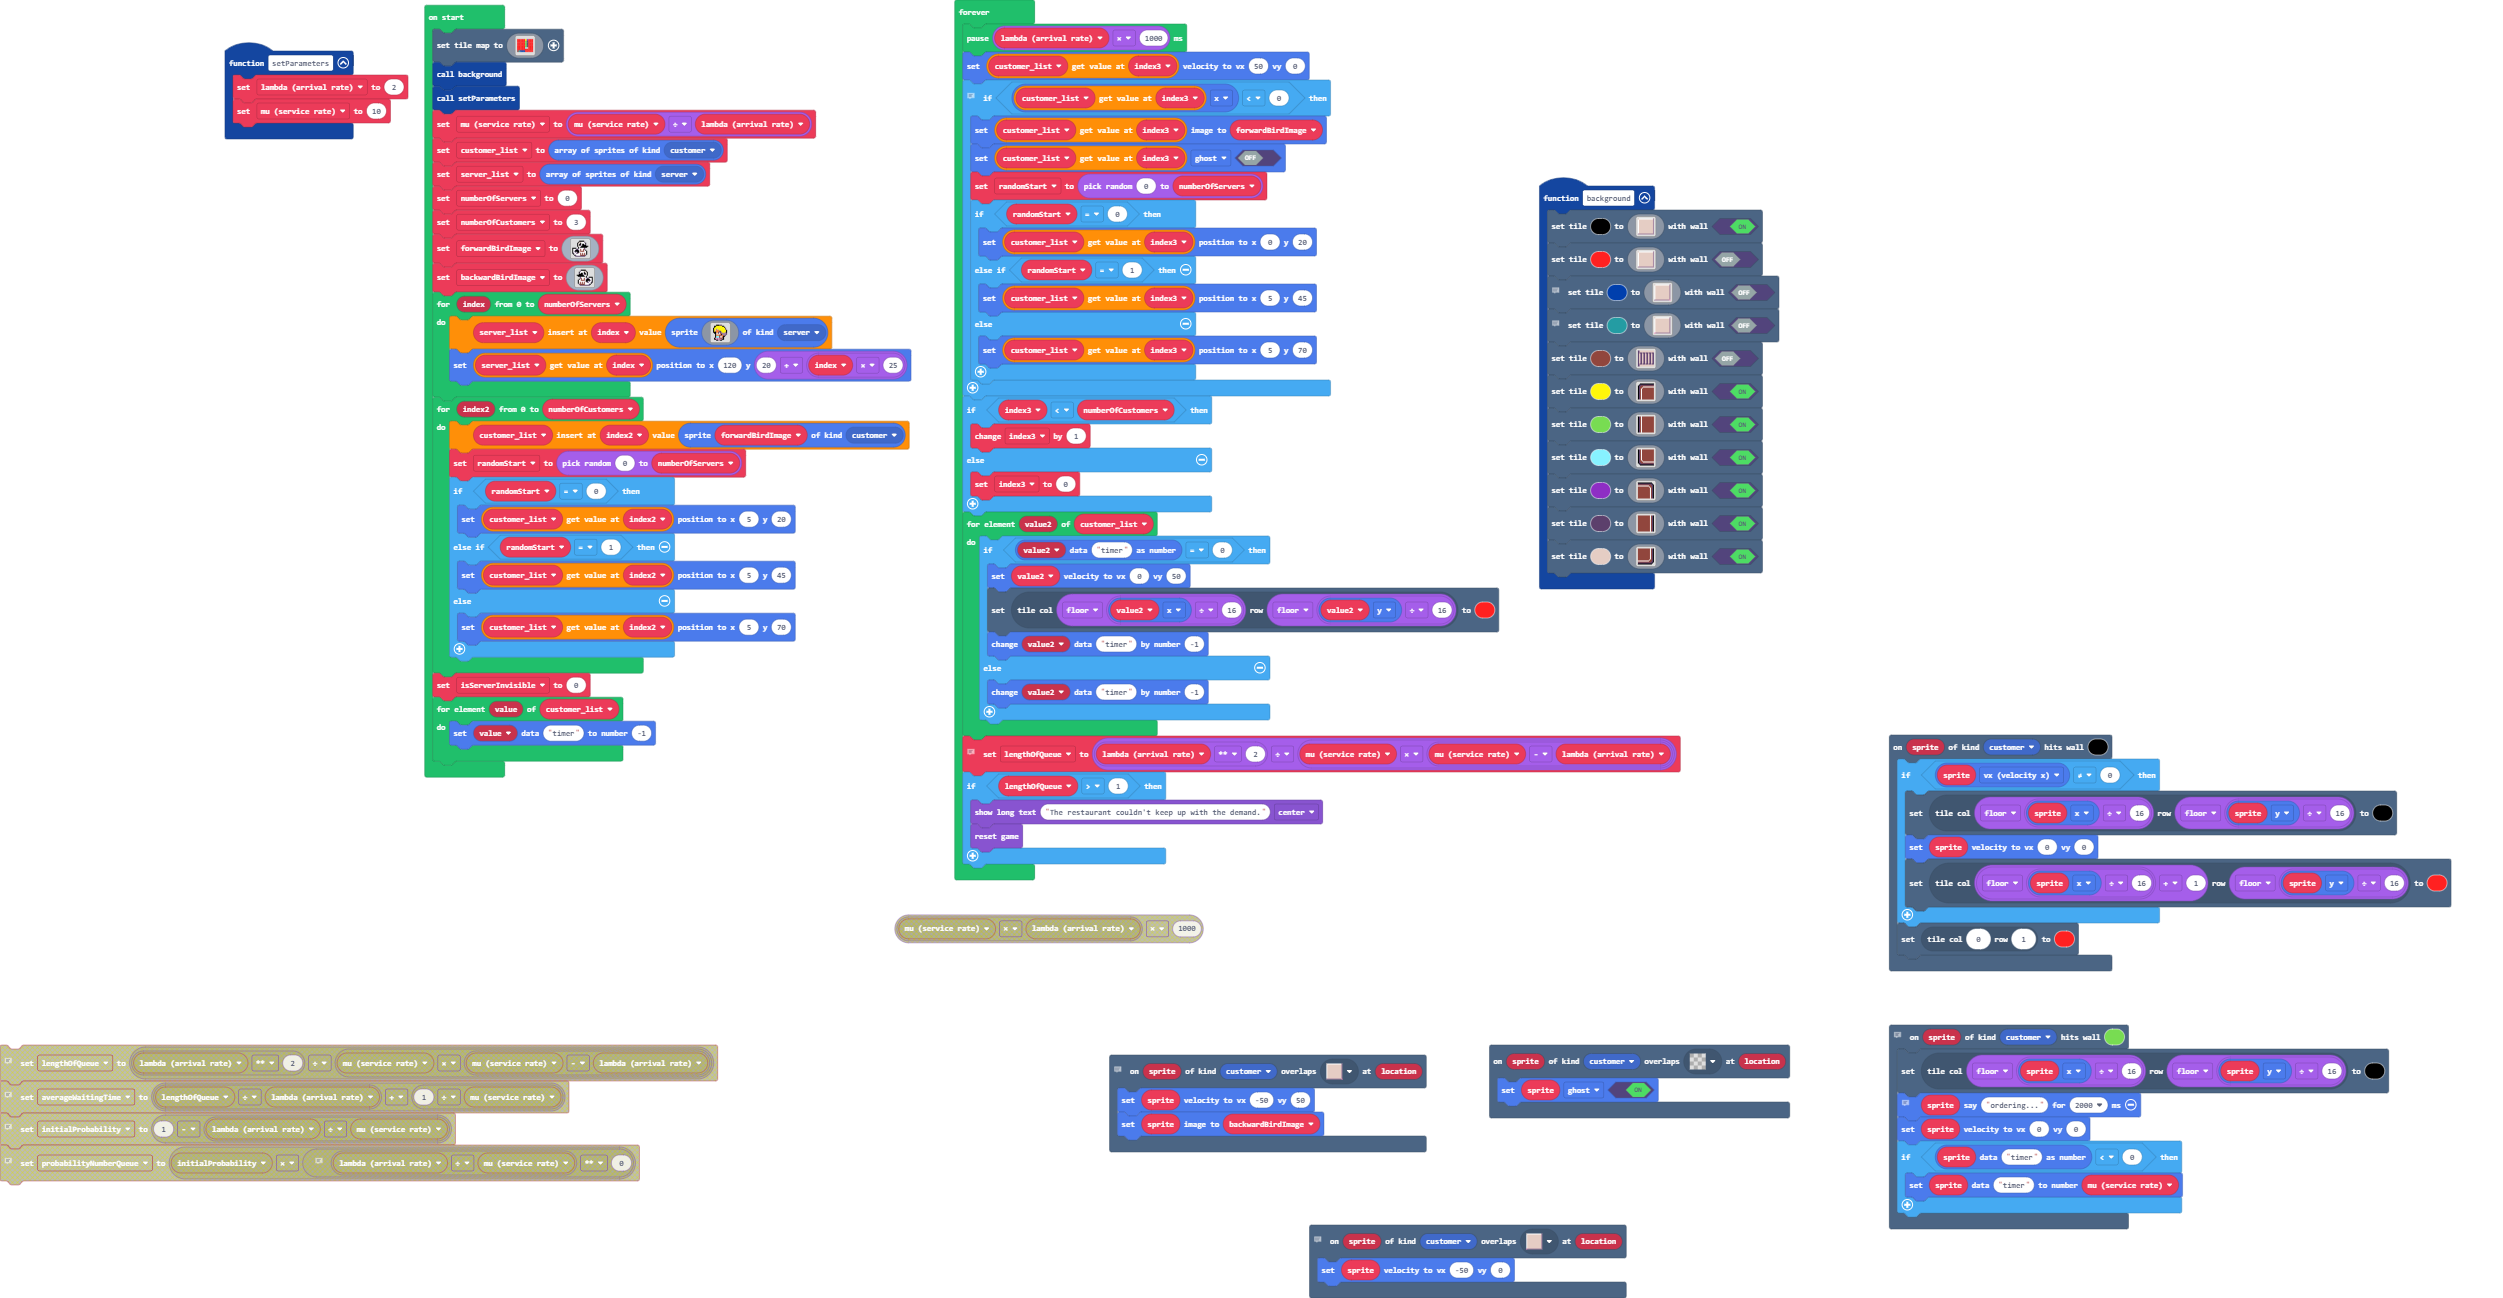 function setParameters
set lambda (arrival rate) to 2
set mu (service rate) to 10
on start
set tile map to
call background
call setParameters
set mu (service rate) to mu (service rate) ÷ lambda (arrival rate)
set customer_list to array of sprites of kind customer
set server_list to array of sprites of kind server
set numberOfServers to 0
set numberOfCustomers to 3
set forwardBirdImage to
set backwardBirdImage to
for index from 0 to numberOfServers
do
server_list insert at index value sprite of kind server
set server_list get value at index position to x 120 y 20 + index × 25
for index2 from 0 to numberOfCustomers
do
customer_list insert at index2 value sprite forwardBirdImage of kind customer
set randomStart to pick random 0 to numberOfServers
if randomStart = 0 then
set customer_list get value at index2 position to x 5 y 20
else if randomStart = 1 then
set customer_list get value at index2 position to x 5 y 45
else
set customer_list get value at index2 position to x 5 y 70
set isServerInvisible to 0
for element value of customer_list
do
set value data "timer" to number -1
forever
pause lambda (arrival rate) × 1000 ms
set customer_list get value at index3 velocity to vx 50 vy 0
if customer_list get value at index3 x < 0 then
set customer_list get value at index3 image to forwardBirdImage
set customer_list get value at index3 ghost OFF
set randomStart to pick random 0 to numberOfServers
if randomStart = 0 then
set customer_list get value at index3 position to x 0 y 20
else if randomStart = 1 then
set customer_list get value at index3 position to x 5 y 45
else
set customer_list get value at index3 position to x 5 y 70
if index3 < numberOfCustomers then
change index3 by 1
else
set index3 to 0
for element value2 of customer_list
do
if value2 data "timer" as number = 0 then
set value2 velocity to vx 0 vy 50
set tile col floor value2 x ÷ 16 row floor value2 y ÷ 16 to
change value2 data "timer" by number -1
else
change value2 data "timer" by number -1
set lengthOfQueue to lambda (arrival rate) ** 2 ÷ mu (service rate) × mu (service rate) - lambda (arrival rate)
if lengthOfQueue > 1 then
show long text "The restaurant couldn't keep up with the demand." center
reset game
function background
set tile to with wall ON
set tile to with wall OFF
set tile to with wall OFF
set tile to with wall OFF
set tile to with wall OFF
set tile to with wall ON
set tile to with wall ON
set tile to with wall ON
set tile to with wall ON
set tile to with wall ON
set tile to with wall ON
on sprite of kind customer hits wall
if sprite vx (velocity x) ≠ 0 then
set tile col floor sprite x ÷ 16 row floor sprite y ÷ 16 to
set sprite velocity to vx 0 vy 0
set tile col floor sprite x ÷ 16 + 1 row floor sprite y ÷ 16 to
set tile col 0 row 1 to
mu (service rate) × lambda (arrival rate) × 1000
set lengthOfQueue to lambda (arrival rate) ** 2 ÷ mu (service rate) × mu (service rate) - lambda (arrival rate)
set averageWaitingTime to lengthOfQueue ÷ lambda (arrival rate) + 1 ÷ mu (service rate)
set initialProbability to 1 - lambda (arrival rate) ÷ mu (service rate)
set probabilityNumberQueue to initialProbability × lambda (arrival rate) ÷ mu (service rate) ** 0
on sprite of kind customer overlaps at location
set sprite velocity to vx -50 vy 50
set sprite image to backwardBirdImage
on sprite of kind customer overlaps at location
set sprite ghost ON
on sprite of kind customer hits wall
set tile col floor sprite x ÷ 16 row floor sprite y ÷ 16 to
sprite say "ordering..." for 2000 ms
set sprite velocity to vx 0 vy 0
if sprite data "timer" as number < 0 then
set sprite data "timer" to number mu (service rate)
on sprite of kind customer overlaps at location
set sprite velocity to vx -50 vy 0